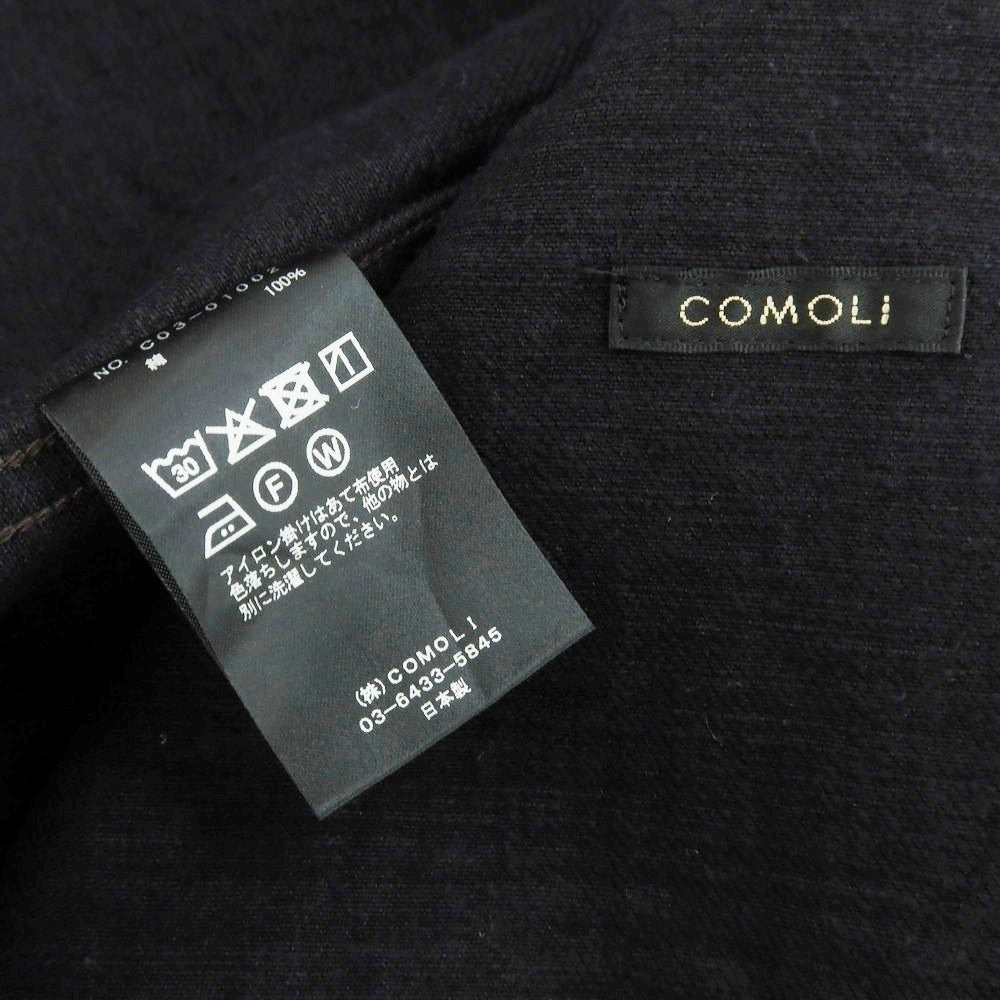 NO. C03-01002
綿 100%
30
F W
アイロン掛けはあて布使用
色落ちしますので、他の物とは
別に洗濯してください。
(株)COMOLI
03-6433-5845
日本製
COMOLI